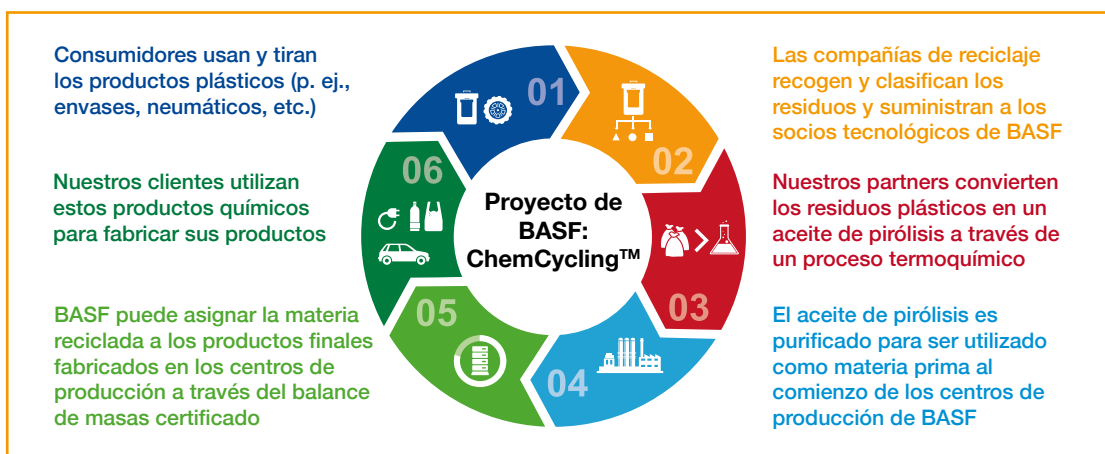 Consumidores usan y tiran
los productos plásticos (p. ej.,
envases, neumáticos, etc.)
01
Las compañías de reciclaje
recogen y clasifican los
residuos y suministran a los
socios tecnológicos de BASF
02
Nuestros partners convierten
los residuos plásticos en un
aceite de pirólisis a través de
un proceso termoquímico
03
El aceite de pirólisis es
purificado para ser utilizado
como materia prima al
comienzo de los centros de
producción de BASF
04
BASF puede asignar la materia
reciclada a los productos finales
fabricados en los centros de
producción a través del balance
de masas certificado
05
Nuestros clientes utilizan
estos productos químicos
para fabricar sus productos
06
Proyecto de
BASF:
ChemCycling™